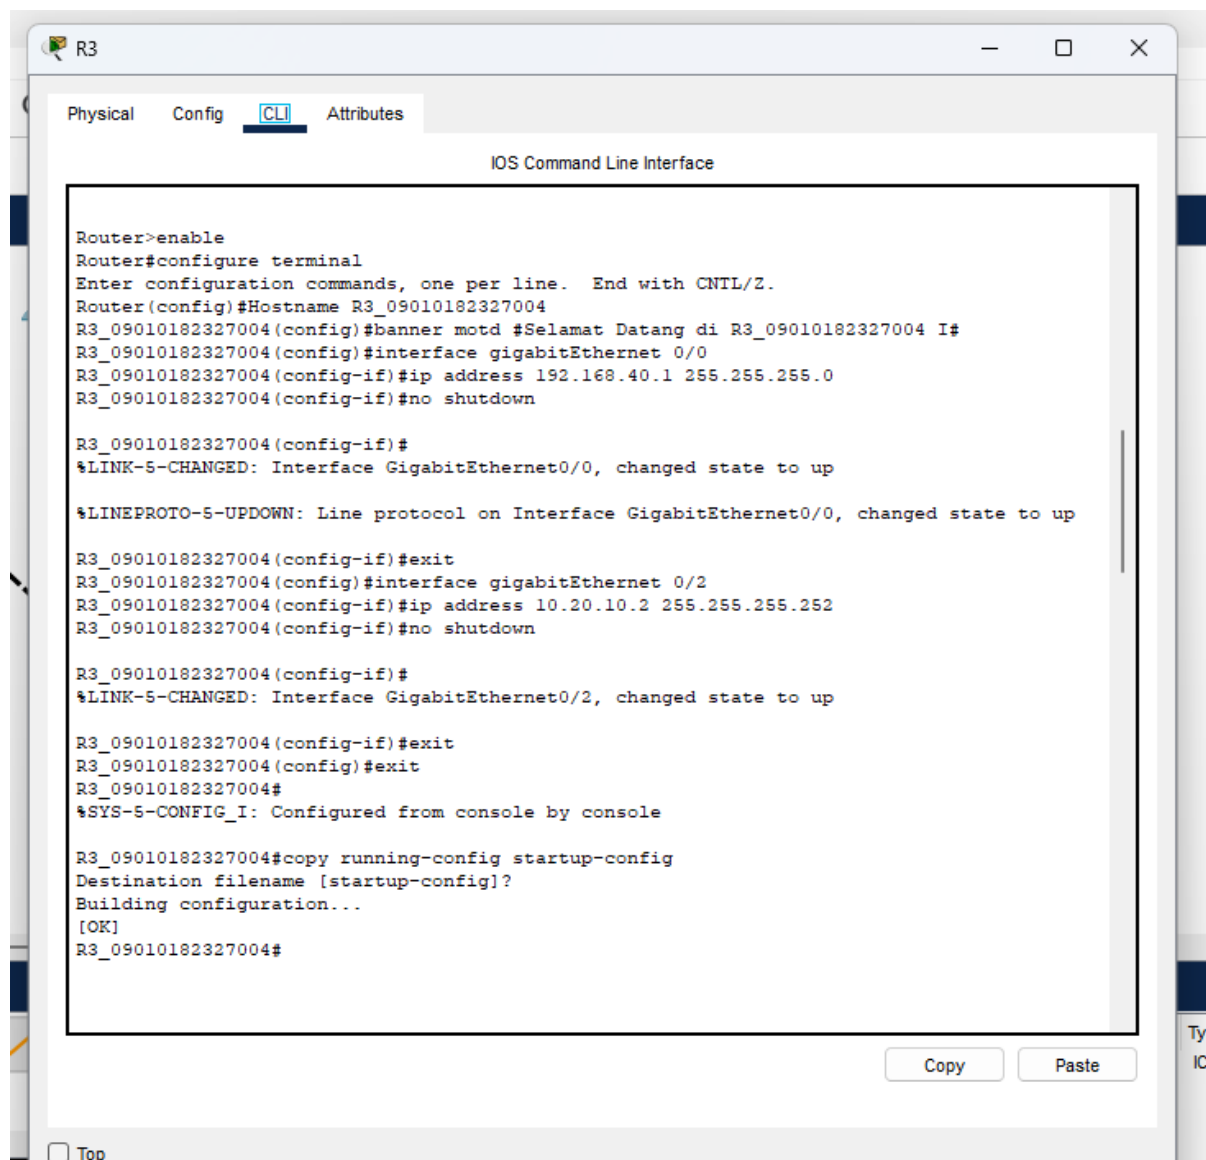 R3
Physical Config CLI Attributes
IOS Command Line Interface
Router>enable
Router#configure terminal
Enter configuration commands, one per line.  End with CNTL/Z.
Router(config)#Hostname R3_09010182327004
R3_09010182327004(config)#banner motd #Selamat Datang di R3_09010182327004 I#
R3_09010182327004(config)#interface gigabitEthernet 0/0
R3_09010182327004(config-if)#ip address 192.168.40.1 255.255.255.0
R3_09010182327004(config-if)#no shutdown
R3_09010182327004(config-if)#
%LINK-5-CHANGED: Interface GigabitEthernet0/0, changed state to up
%LINEPROTO-5-UPDOWN: Line protocol on Interface GigabitEthernet0/0, changed state to up
R3_09010182327004(config-if)#exit
R3_09010182327004(config)#interface gigabitEthernet 0/2
R3_09010182327004(config-if)#ip address 10.20.10.2 255.255.255.252
R3_09010182327004(config-if)#no shutdown
R3_09010182327004(config-if)#
%LINK-5-CHANGED: Interface GigabitEthernet0/2, changed state to up
R3_09010182327004(config-if)#exit
R3_09010182327004(config)#exit
R3_09010182327004#
%SYS-5-CONFIG_I: Configured from console by console
R3_09010182327004#copy running-config startup-config
Destination filename [startup-config]?
Building configuration...
[OK]
R3_09010182327004#
Copy Paste
Top